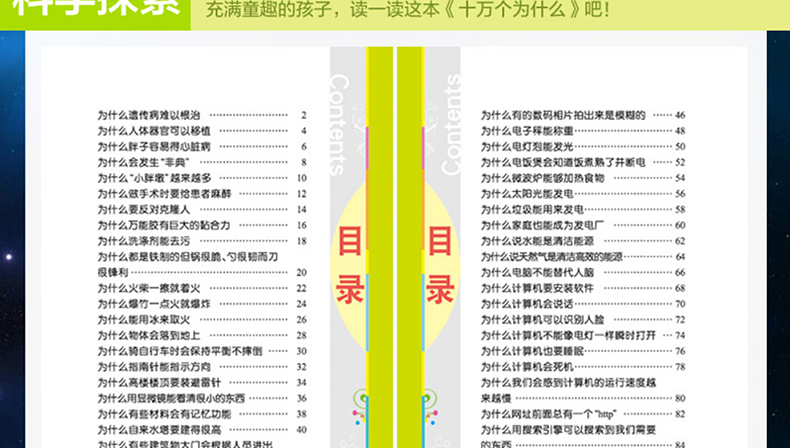 科学探索
充满童趣的孩子，读一读这本《十万个为什么》吧！
为什么遗传病难以根治 …………… 2
为什么人体器官可以移植 …………… 4
为什么胖子容易得心脏病 …………… 6
为什么会发生“非典” …………… 8
为什么“小胖墩”越来越多 …………… 10
为什么做手术时要给患者麻醉 …………… 12
为什么要反对克隆人 …………… 14
为什么万能胶有巨大的黏合力 …………… 16
为什么洗涤剂能去污 …………… 18
为什么都是铁制的但锅很脆、勺很韧而刀
很锋利 …………… 20
为什么火柴一擦就着火 …………… 22
为什么爆竹一点火就爆炸 …………… 24
为什么能用冰来取火 …………… 26
为什么物体会落到地上 …………… 28
为什么骑自行车时会保持平衡不摔倒 …… 30
为什么指南针能指示方向 …………… 32
为什么高楼楼顶要装避雷针 …………… 34
为什么用显微镜能看清很小的东西 …… 36
为什么有些材料会有记忆功能 …………… 38
为什么自来水塔要建得很高 …………… 40
为什么有些建筑物大门会根据人员进出
Contents
目录
Contents
目录
为什么有的数码相片拍出来是模糊的 …… 46
为什么电子秤能称重 …………… 48
为什么电灯泡能发光 …………… 50
为什么电饭煲会知道饭煮熟了并断电 …… 52
为什么微波炉能够加热食物 …………… 54
为什么太阳光能发电 …………… 56
为什么垃圾能用来发电 …………… 58
为什么家庭也能成为发电厂 …………… 60
为什么说水能是清洁能源 …………… 62
为什么说天然气是清洁高效的能源 …… 64
为什么电脑不能替代人脑 …………… 66
为什么计算机要安装软件 …………… 68
为什么计算机会说话 …………… 70
为什么计算机可以识别人脸 …………… 72
为什么计算机不能像电灯一样瞬时打开 … 74
为什么计算机也要睡眠 …………… 76
为什么计算机会死机 …………… 78
为什么我们会感到计算机的运行速度越
来越慢 …………… 80
为什么网址前面总有一个“http” …… 82
为什么用搜索引擎可以搜索到我们需要
的东西 …………… 84